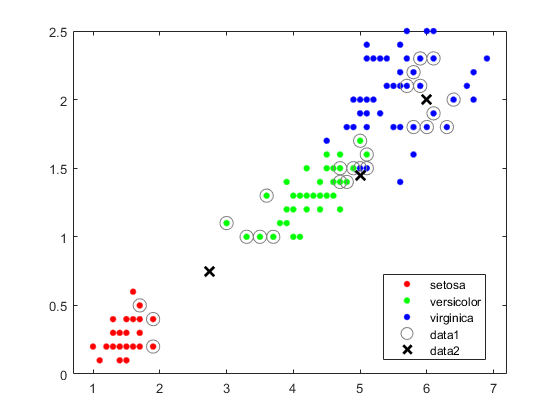 2.5
2
1.5
1
0.5
0
1 2 3 4 5 6 7
setosa
versicolor
virginica
data1
data2